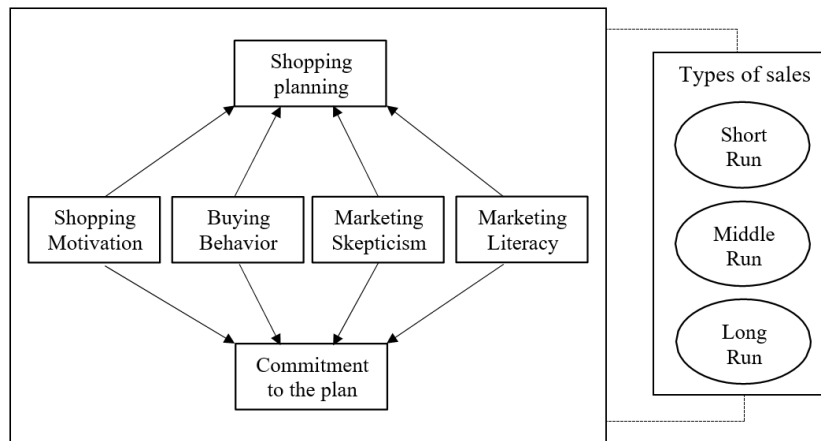 Shopping
planning
Shopping
Motivation
Buying
Behavior
Marketing
Skepticism
Marketing
Literacy
Commitment
to the plan
Types of sales
Short
Run
Middle
Run
Long
Run